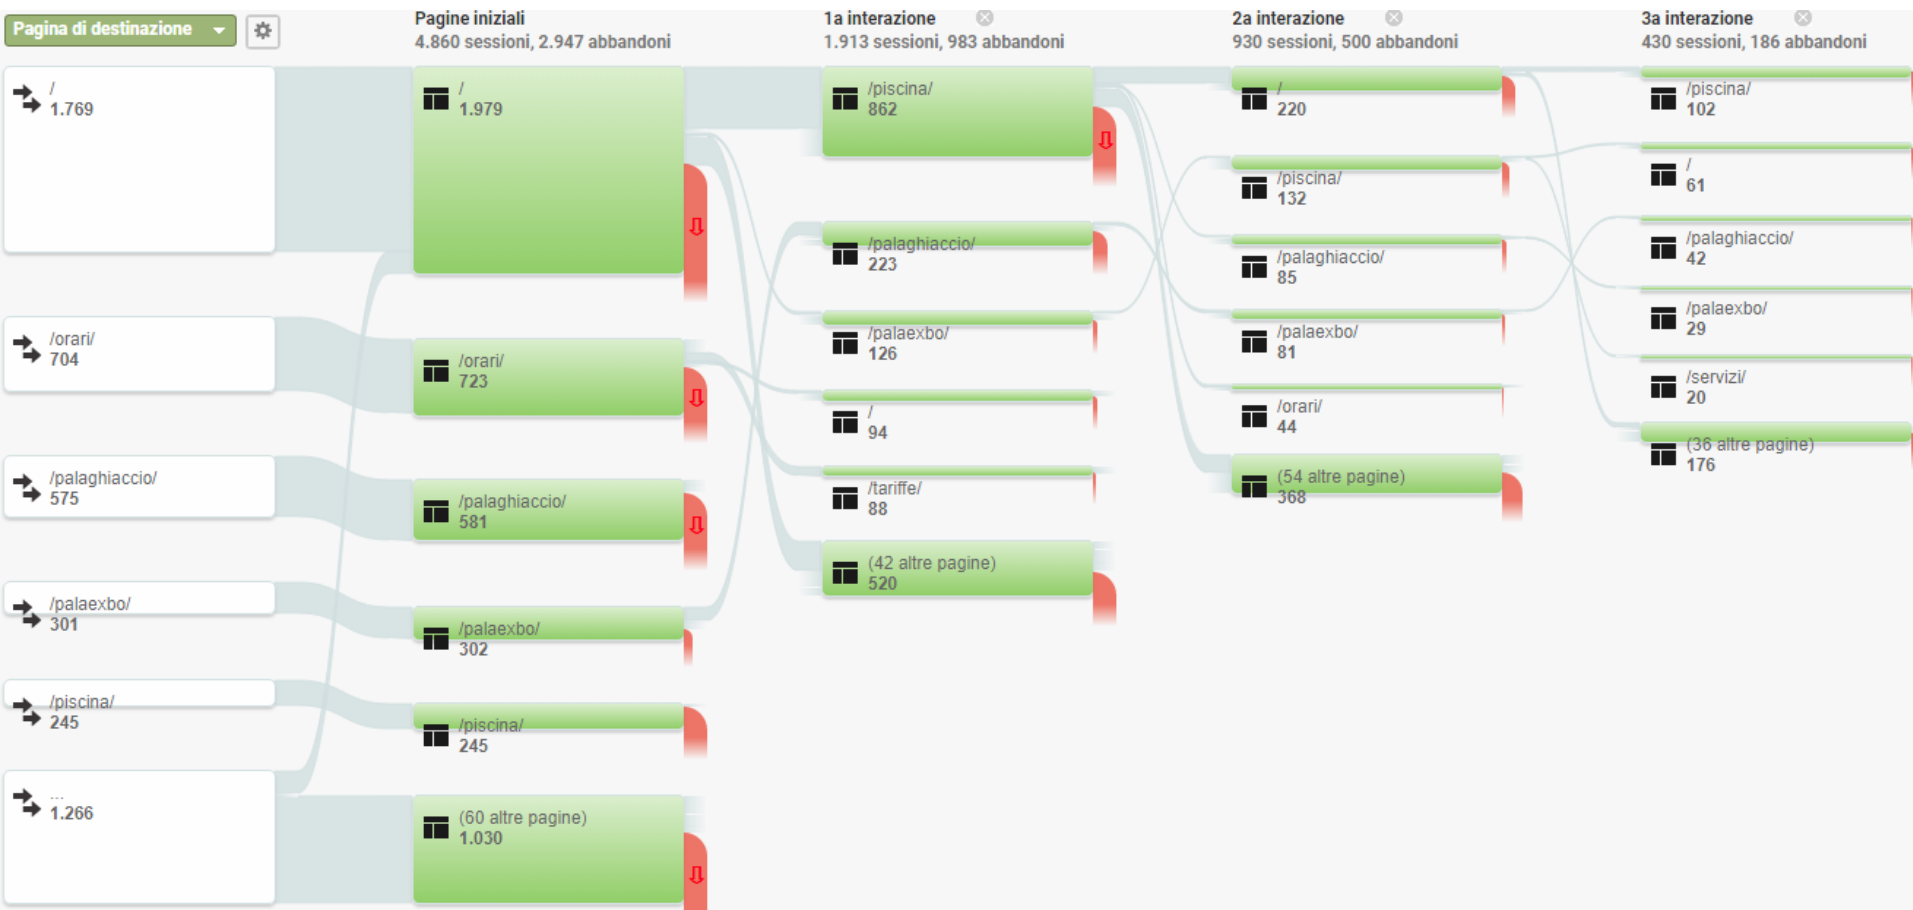 Pagina di destinazione
/
1.769
/orari/
704
/palaghiaccio/
575
/palaexbo/
301
/piscina/
245
...
1.266
Pagine iniziali
4.860 sessioni, 2.947 abbandoni
/
1.979
/orari/
723
/palaghiaccio/
581
/palaexbo/
302
/piscina/
245
(60 altre pagine)
1.030
1a interazione
1.913 sessioni, 983 abbandoni
/piscina/
862
/palaghiaccio/
223
/palaexbo/
126
/
94
/tariffe/
88
(42 altre pagine)
520
2a interazione
930 sessioni, 500 abbandoni
/
220
/piscina/
132
/palaghiaccio/
85
/palaexbo/
81
/orari/
44
(54 altre pagine)
368
3a interazione
430 sessioni, 186 abbandoni
/piscina/
102
/
61
/palaghiaccio/
42
/palaexbo/
29
/servizi/
20
(36 altre pagine)
176